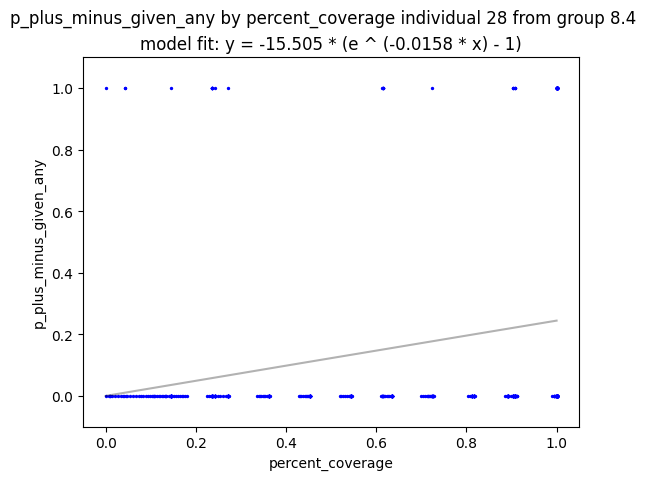 p_plus_minus_given_any by percent_coverage individual 28 from group 8.4
model fit: y = -15.505 * (e ^ (-0.0158 * x) - 1)
1.0
0.8
0.6
0.4
0.2
0.0
p_plus_minus_given_any
0.0 0.2 0.4 0.6 0.8 1.0
percent_coverage